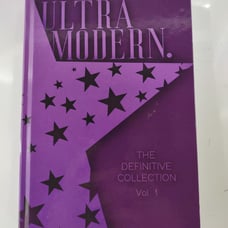 ULTRA
MODERN.
THE
DEFINITIVE
COLLECTION
Vol. 1